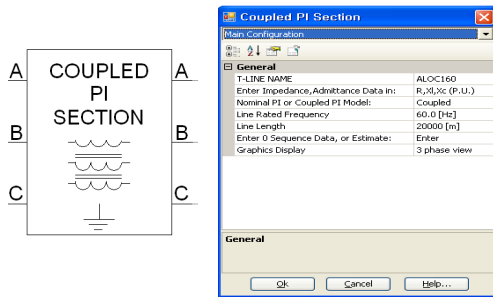 COUPLED
PI
SECTION
A
A
B
B
C
C
Coupled PI Section
Main Configuration
General
T-LINE NAME ALOC160
Enter Impedance,Admittance Data in: R,Xl,Xc (P.U.)
Nominal PI or Coupled PI Model: Coupled
Line Rated Frequency 60.0 [Hz]
Line Length 20000 [m]
Enter 0 Sequence Data, or Estimate: Enter
Graphics Display 3 phase view
General
Ok Cancel Help...